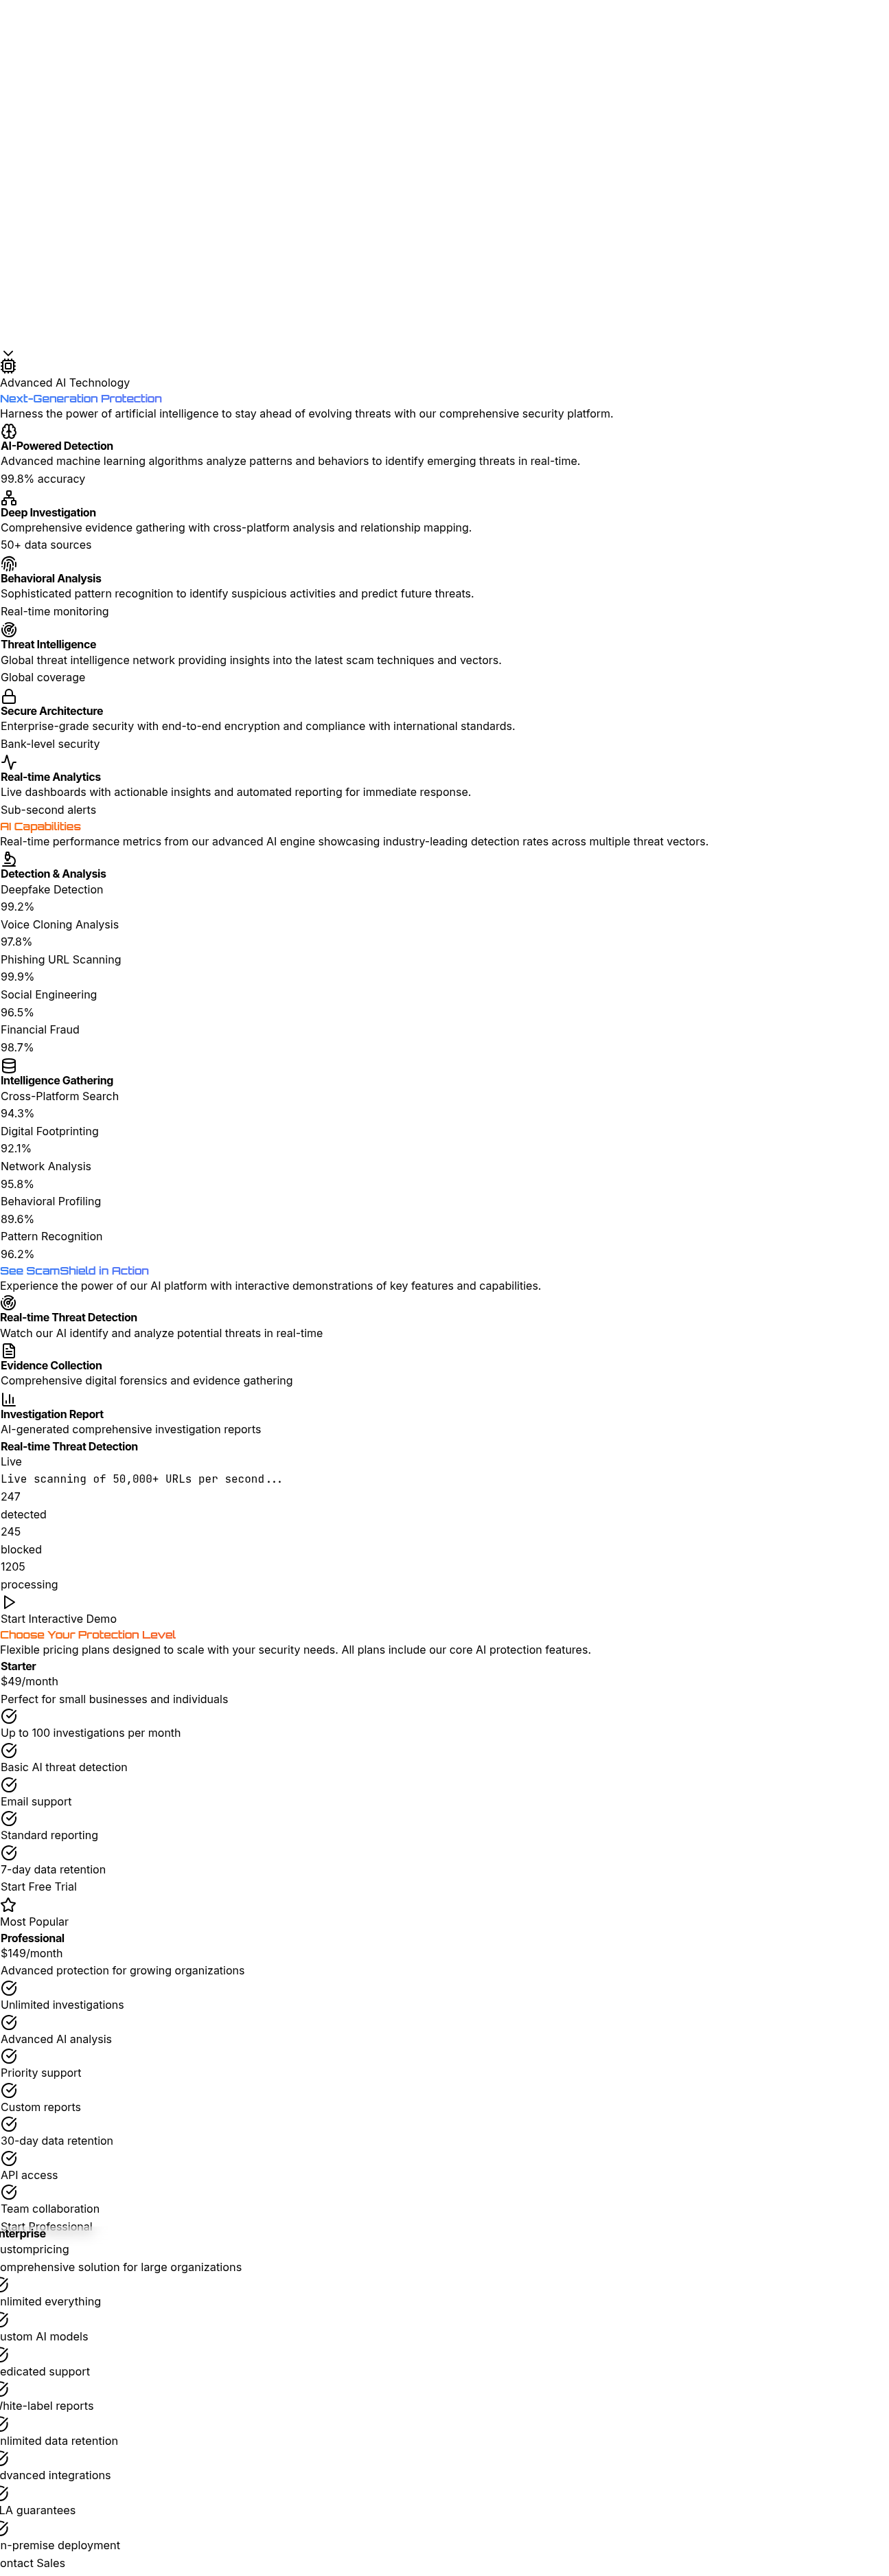 Advanced AI Technology
Next-Generation Protection
Harness the power of artificial intelligence to stay ahead of evolving threats with our comprehensive security platform.
AI-Powered Detection
Advanced machine learning algorithms analyze patterns and behaviors to identify emerging threats in real-time.
99.8% accuracy
Deep Investigation
Comprehensive evidence gathering with cross-platform analysis and relationship mapping.
50+ data sources
Behavioral Analysis
Sophisticated pattern recognition to identify suspicious activities and predict future threats.
Real-time monitoring
Threat Intelligence
Global threat intelligence network providing insights into the latest scam techniques and vectors.
Global coverage
Secure Architecture
Enterprise-grade security with end-to-end encryption and compliance with international standards.
Bank-level security
Real-time Analytics
Live dashboards with actionable insights and automated reporting for immediate response.
Sub-second alerts
AI Capabilities
Real-time performance metrics from our advanced AI engine showcasing industry-leading detection rates across multiple threat vectors.
Detection & Analysis
Deepfake Detection
99.2%
Voice Cloning Analysis
97.8%
Phishing URL Scanning
99.9%
Social Engineering
96.5%
Financial Fraud
98.7%
Intelligence Gathering
Cross-Platform Search
94.3%
Digital Footprinting
92.1%
Network Analysis
95.8%
Behavioral Profiling
89.6%
Pattern Recognition
96.2%
See ScamShield in Action
Experience the power of our AI platform with interactive demonstrations of key features and capabilities.
Real-time Threat Detection
Watch our AI identify and analyze potential threats in real-time
Evidence Collection
Comprehensive digital forensics and evidence gathering
Investigation Report
AI-generated comprehensive investigation reports
Real-time Threat Detection
Live
Live scanning of 50,000+ URLs per second...
247
detected
245
blocked
1205
processing
Start Interactive Demo
Choose Your Protection Level
Flexible pricing plans designed to scale with your security needs. All plans include our core AI protection features.
Starter
$49/month
Perfect for small businesses and individuals
Up to 100 investigations per month
Basic AI threat detection
Email support
Standard reporting
7-day data retention
Start Free Trial
Most Popular
Professional
$149/month
Advanced protection for growing organizations
Unlimited investigations
Advanced AI analysis
Priority support
Custom reports
30-day data retention
API access
Team collaboration
Start Professional
nterprise
ustompricing
omprehensive solution for large organizations
nlimited everything
ustom AI models
edicated support
White-label reports
nlimited data retention
dvanced integrations
LA guarantees
n-premise deployment
ontact Sales